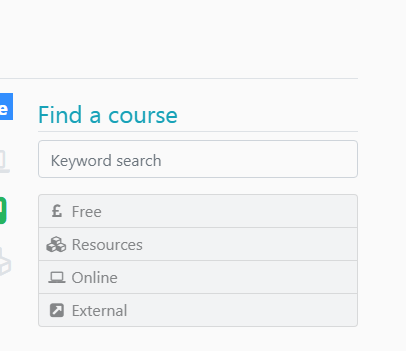 e
Find a course
Keyword search
£ Free
Resources
Online
External